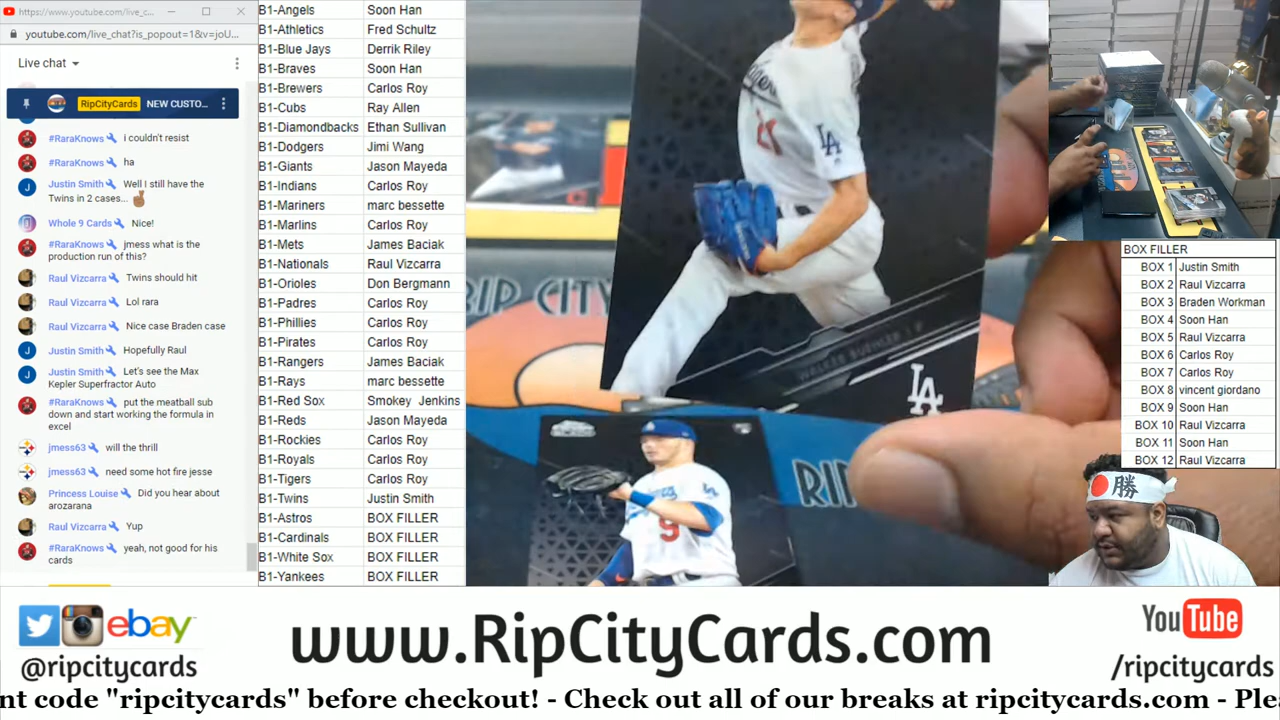 https://www.youtube.com/live_c...
youtube.com/live_chat?is_popout=1&v=joU...
Live chat
RipCityCards NEW CUSTO...
#RaraKnows i couldn't resist
#RaraKnows ha
Justin Smith Well I still have the
Twins in 2 cases...
Whole 9 Cards Nice!
#RaraKnows jmess what is the
production run of this?
Raul Vizcarra Twins should hit
Raul Vizcarra Lol rara
Raul Vizcarra Nice case Braden case
Justin Smith Hopefully Raul
Justin Smith Let's see the Max
Kepler Superfractor Auto
#RaraKnows put the meatball sub
down and start working the formula in
excel
jmess63 will the thrill
jmess63 need some hot fire jesse
Princess Louise Did you hear about
arozarana
Raul Vizcarra Yup
#RaraKnows yeah, not good for his
cards
B1-Angels Soon Han
B1-Athletics Fred Schultz
B1-Blue Jays Derrik Riley
B1-Braves Soon Han
B1-Brewers Carlos Roy
B1-Cubs Ray Allen
B1-Diamondbacks Ethan Sullivan
B1-Dodgers Jimi Wang
B1-Giants Jason Mayeda
B1-Indians Carlos Roy
B1-Mariners marc bessette
B1-Marlins Carlos Roy
B1-Mets James Baciak
B1-Nationals Raul Vizcarra
B1-Orioles Don Bergmann
B1-Padres Carlos Roy
B1-Phillies Carlos Roy
B1-Pirates Carlos Roy
B1-Rangers James Baciak
B1-Rays marc bessette
B1-Red Sox Smokey Jenkins
B1-Reds Jason Mayeda
B1-Rockies Carlos Roy
B1-Royals Carlos Roy
B1-Tigers Carlos Roy
B1-Twins Justin Smith
B1-Astros BOX FILLER
B1-Cardinals BOX FILLER
B1-White Sox BOX FILLER
B1-Yankees BOX FILLER
21
LA
RIP CITY
WALKER BUEHLER
LA
RIP
9
BOX FILLER
BOX 1 Justin Smith
BOX 2 Raul Vizcarra
BOX 3 Braden Workman
BOX 4 Soon Han
BOX 5 Raul Vizcarra
BOX 6 Carlos Roy
BOX 7 Carlos Roy
BOX 8 vincent giordano
BOX 9 Soon Han
BOX 10 Raul Vizcarra
BOX 11 Soon Han
BOX 12 Raul Vizcarra
勝
ebay
@ripcitycards
www.RipCityCards.com
YouTube
/ripcitycards
nt code "ripcitycards" before checkout! - Check out all of our breaks at ripcitycards.com - Ple